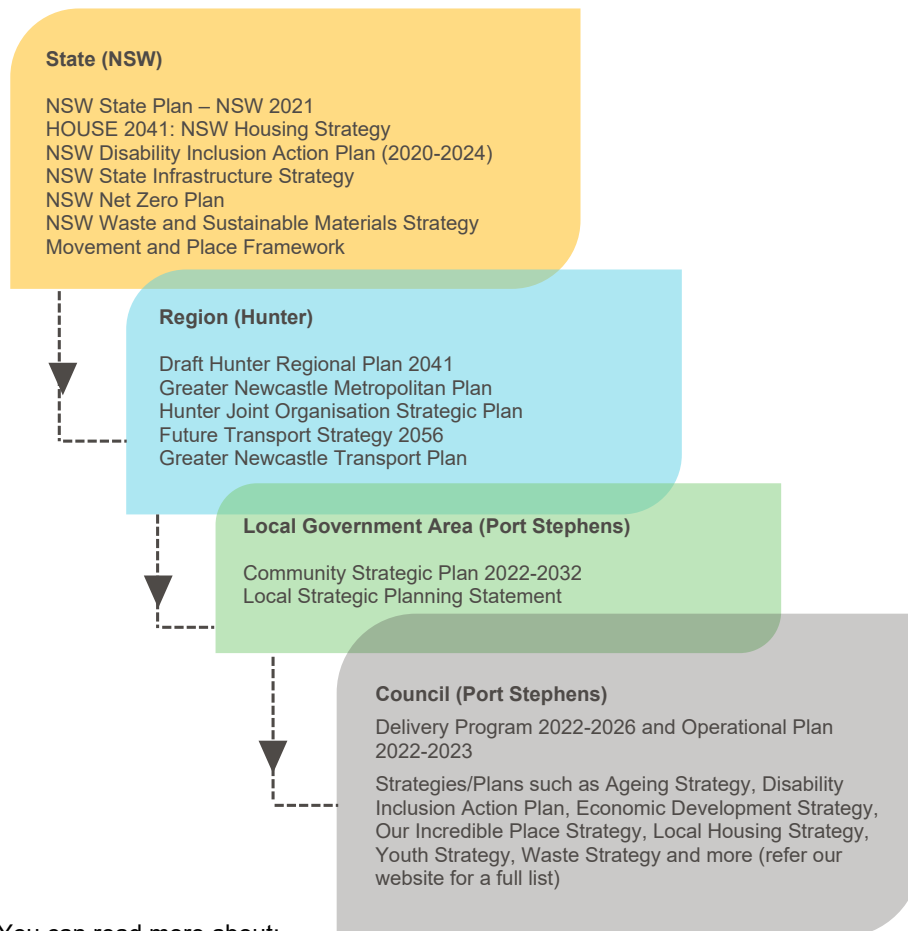 State (NSW)
NSW State Plan – NSW 2021
HOUSE 2041: NSW Housing Strategy
NSW Disability Inclusion Action Plan (2020-2024)
NSW State Infrastructure Strategy
NSW Net Zero Plan
NSW Waste and Sustainable Materials Strategy
Movement and Place Framework
Region (Hunter)
Draft Hunter Regional Plan 2041
Greater Newcastle Metropolitan Plan
Hunter Joint Organisation Strategic Plan
Future Transport Strategy 2056
Greater Newcastle Transport Plan
Local Government Area (Port Stephens)
Community Strategic Plan 2022-2032
Local Strategic Planning Statement
Council (Port Stephens)
Delivery Program 2022-2026 and Operational Plan
2022-2023
Strategies/Plans such as Ageing Strategy, Disability
Inclusion Action Plan, Economic Development Strategy,
Our Incredible Place Strategy, Local Housing Strategy,
Youth Strategy, Waste Strategy and more (refer our
website for a full list)
You can read more about: